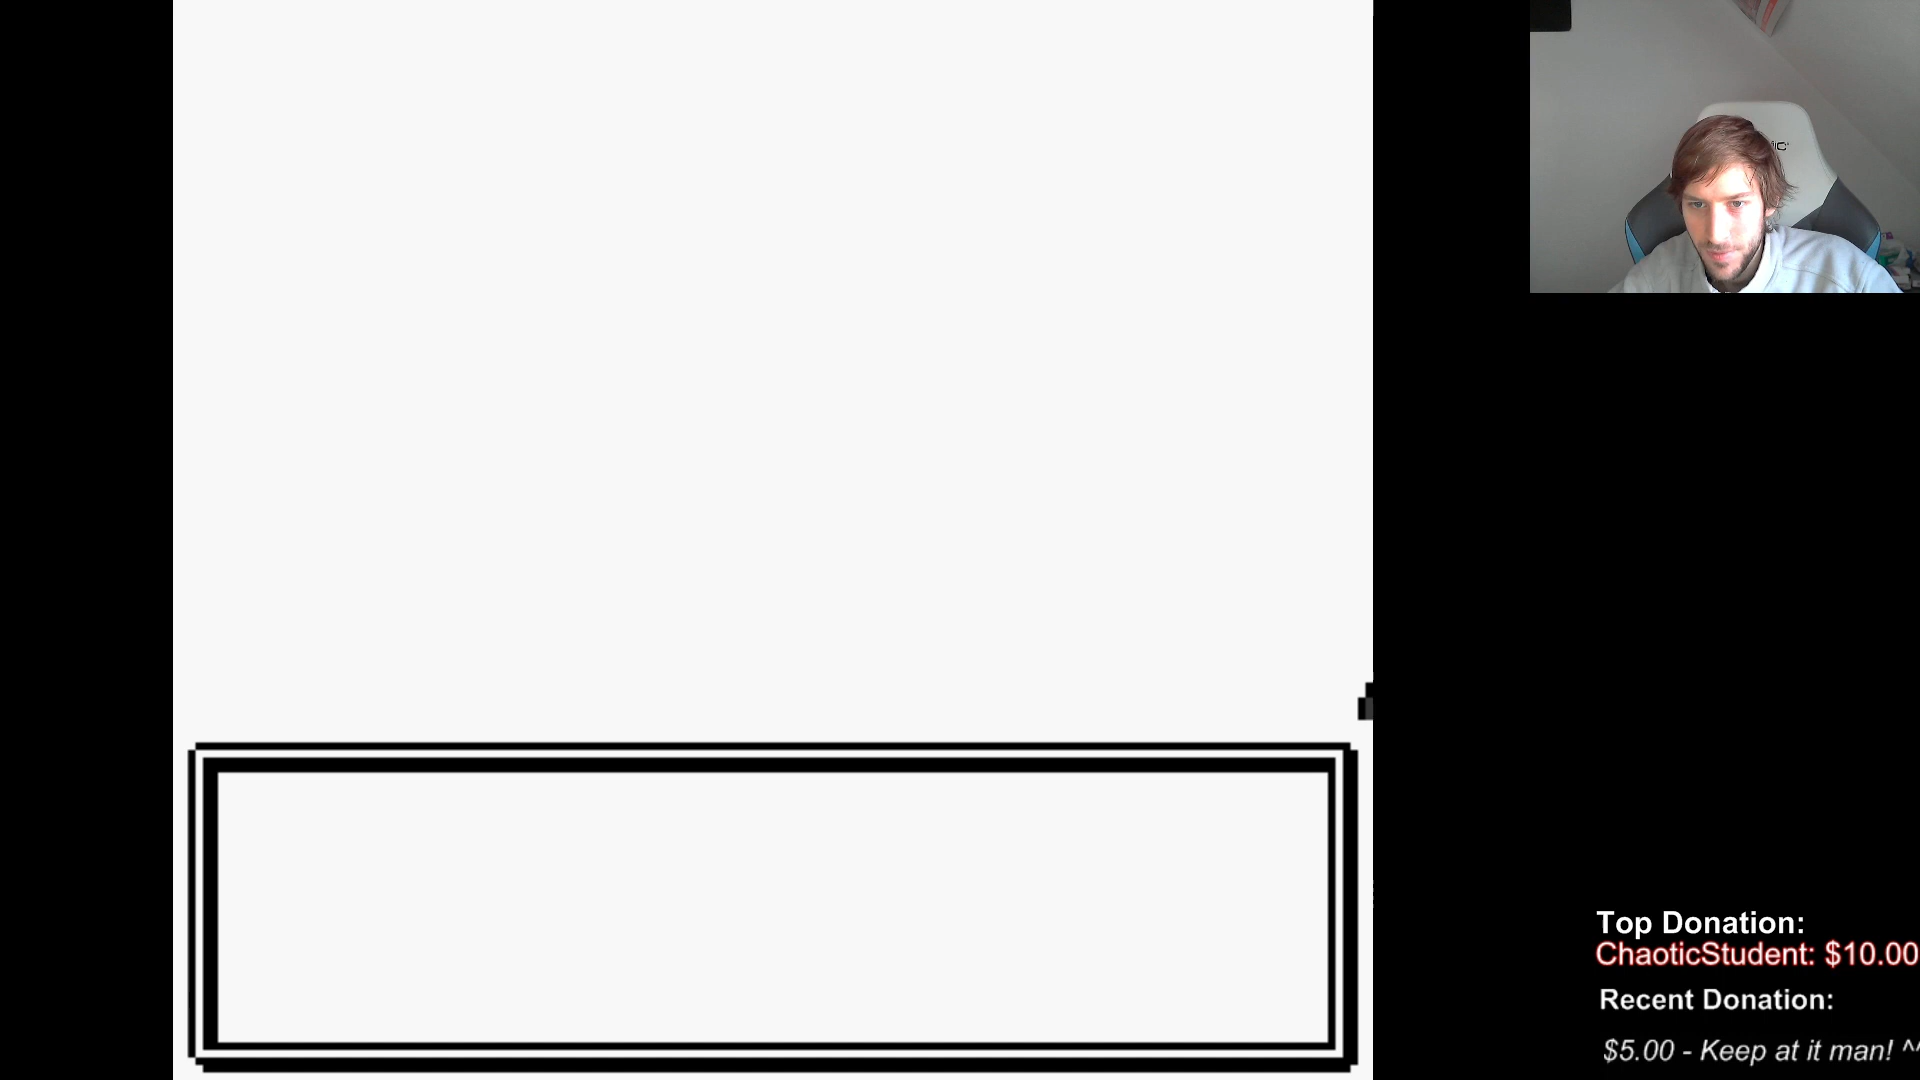 Top Donation:
ChaoticStudent: $10.00
Recent Donation:
$5.00 - Keep at it man! ^^